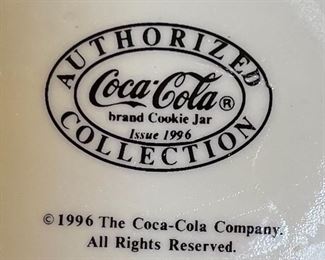 AUTHORIZED
Coca-Cola®
brand Cookie Jar
Issue 1996
COLLECTION
© 1996 The Coca-Cola Company.
All Rights Reserved.